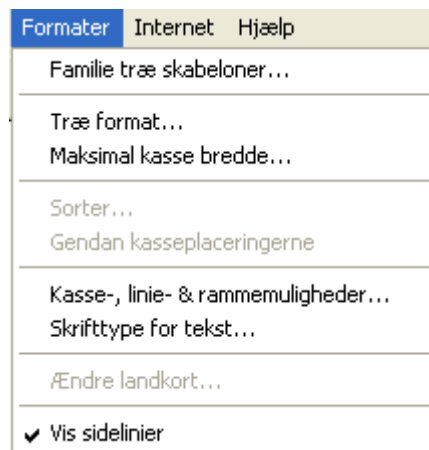 Formater Internet Hjælp
Familie træ skabeloner...
Træ format...
Maksimal kasse bredde...
Sorter...
Gendan kasseplaceringerne
Kasse-, linie- & rammemuligheder...
Skrifttype for tekst...
Ændre landkort...
Vis sidelinier